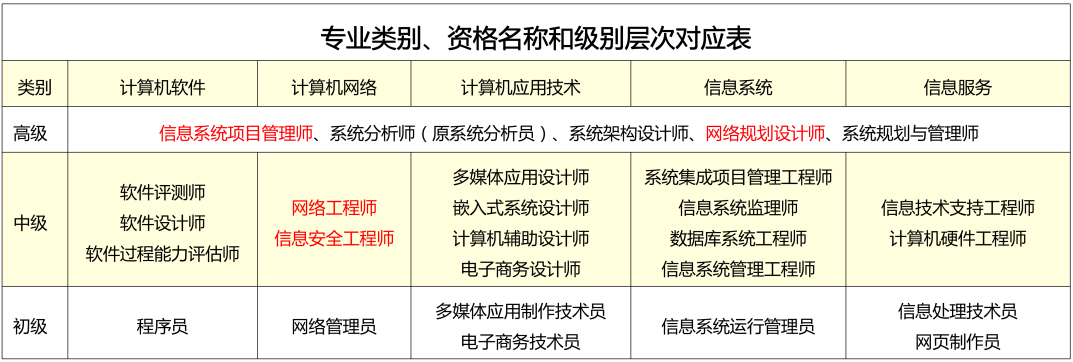 专业类别、资格名称和级别层次对应表
类别 计算机软件 计算机网络 计算机应用技术 信息系统 信息服务
高级 信息系统项目管理师、系统分析师（原系统分析员）、系统架构设计师、网络规划设计师、系统规划与管理师
中级
软件评测师
软件设计师
软件过程能力评估师
网络工程师
信息安全工程师
多媒体应用设计师
嵌入式系统设计师
计算机辅助设计师
电子商务设计师
系统集成项目管理工程师
信息系统监理师
数据库系统工程师
信息系统管理工程师
信息技术支持工程师
计算机硬件工程师
初级
程序员
网络管理员
多媒体应用制作技术员
电子商务技术员
信息系统运行管理员
信息处理技术员
网页制作员